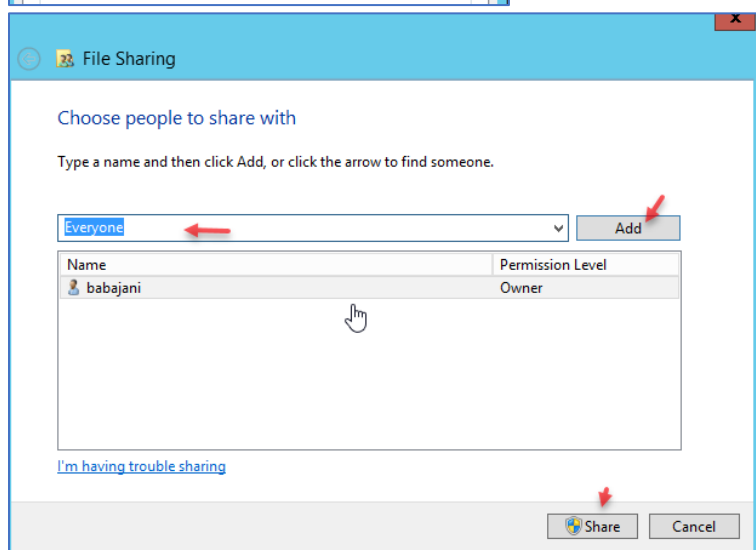 x
File Sharing
Choose people to share with
Type a name and then click Add, or click the arrow to find someone.
Everyone
Add
Name Permission Level
babajani Owner
I'm having trouble sharing
Share Cancel